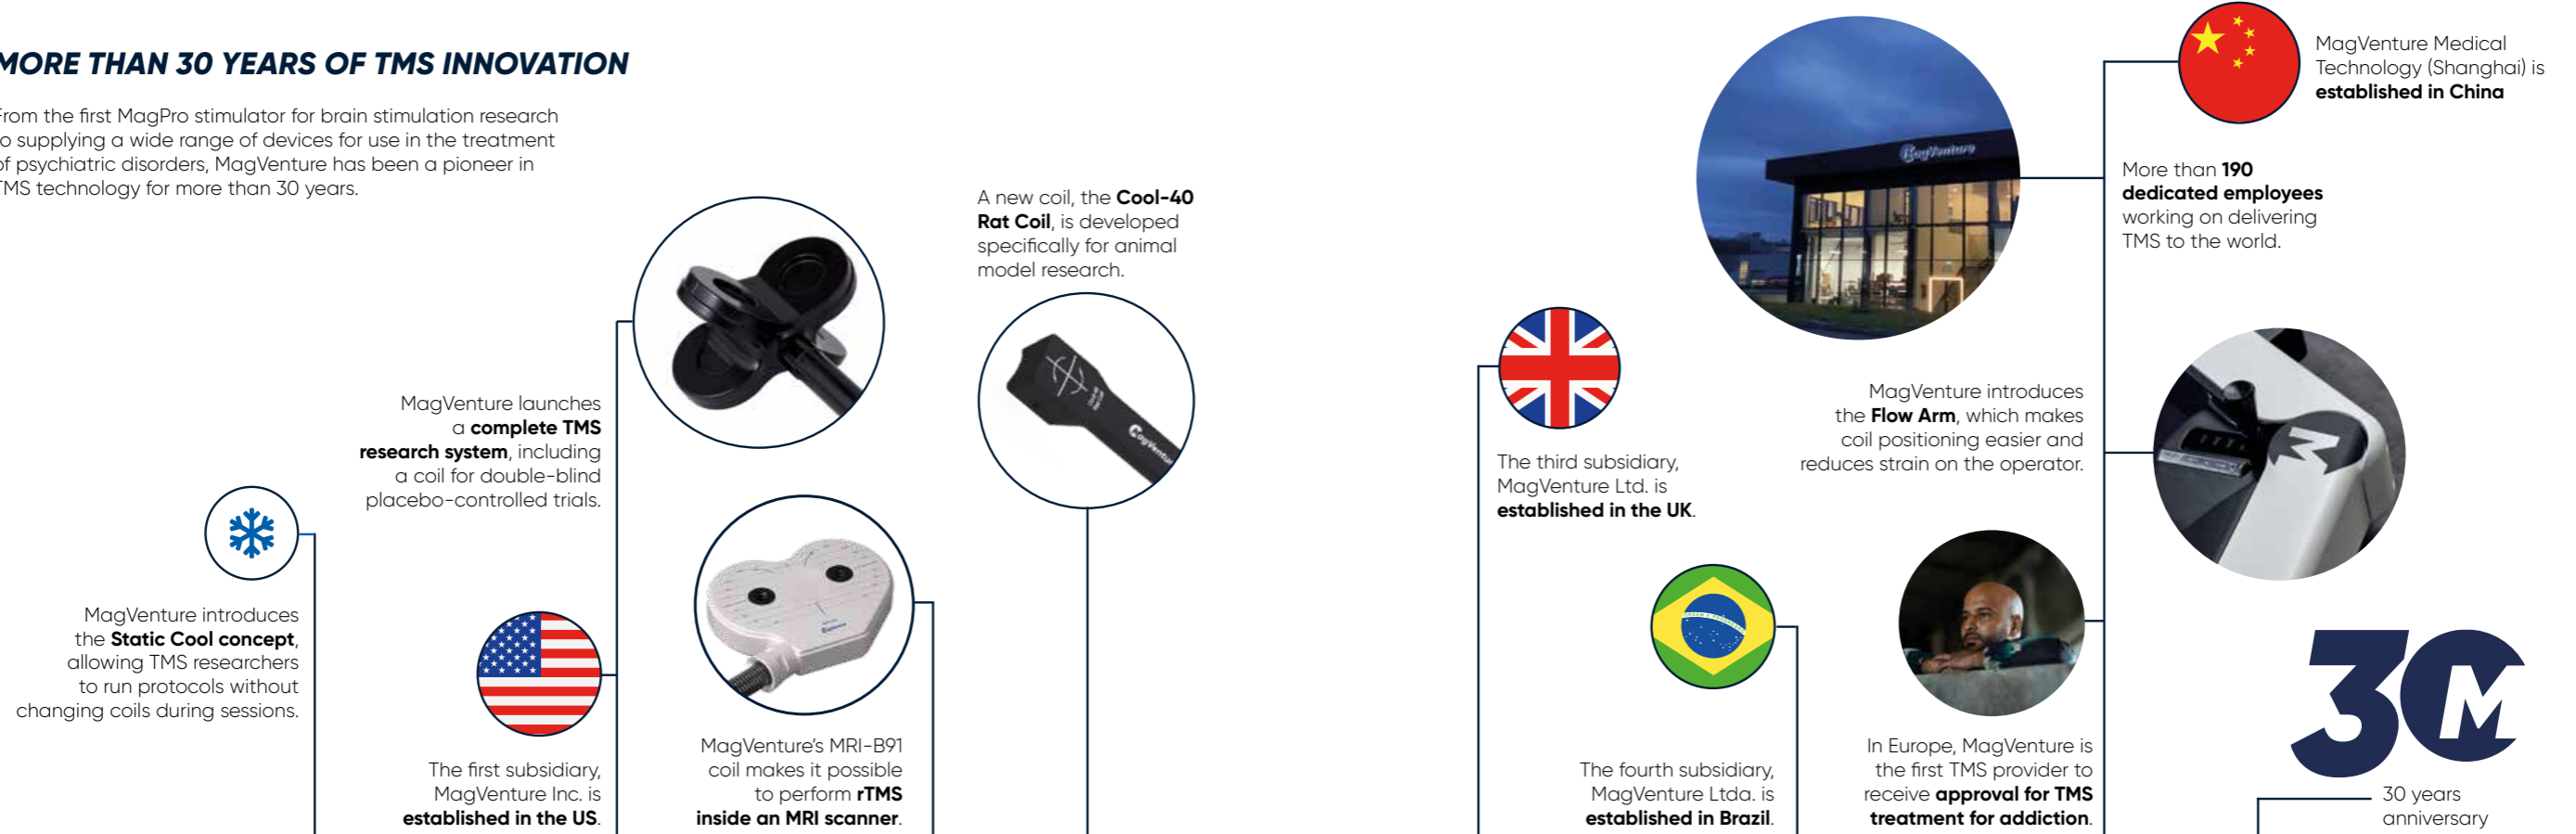 MORE THAN 30 YEARS OF TMS INNOVATION
From the first MagPro stimulator for brain stimulation research
to supplying a wide range of devices for use in the treatment
of psychiatric disorders, MagVenture has been a pioneer in
TMS technology for more than 30 years.
MagVenture introduces
the Static Cool concept,
allowing TMS researchers
to run protocols without
changing coils during sessions.
MagVenture launches
a complete TMS
research system, including
a coil for double-blind
placebo-controlled trials.
The first subsidiary,
MagVenture Inc. is
established in the US.
MagVenture's MRI-B91
coil makes it possible
to perform rTMS
inside an MRI scanner.
A new coil, the Cool-40
Rat Coil, is developed
specifically for animal
model research.
Cool-40
Rat Coil
MagVenture
The third subsidiary,
MagVenture Ltd. is
established in the UK.
The fourth subsidiary,
MagVenture Ltda. is
established in Brazil.
MagVenture
MagVenture introduces
the Flow Arm, which makes
coil positioning easier and
reduces strain on the operator.
In Europe, MagVenture is
the first TMS provider to
receive approval for TMS
treatment for addiction.
MagVenture Medical
Technology (Shanghai) is
established in China
More than 190
dedicated employees
working on delivering
TMS to the world.
30
M
30 years
anniversary